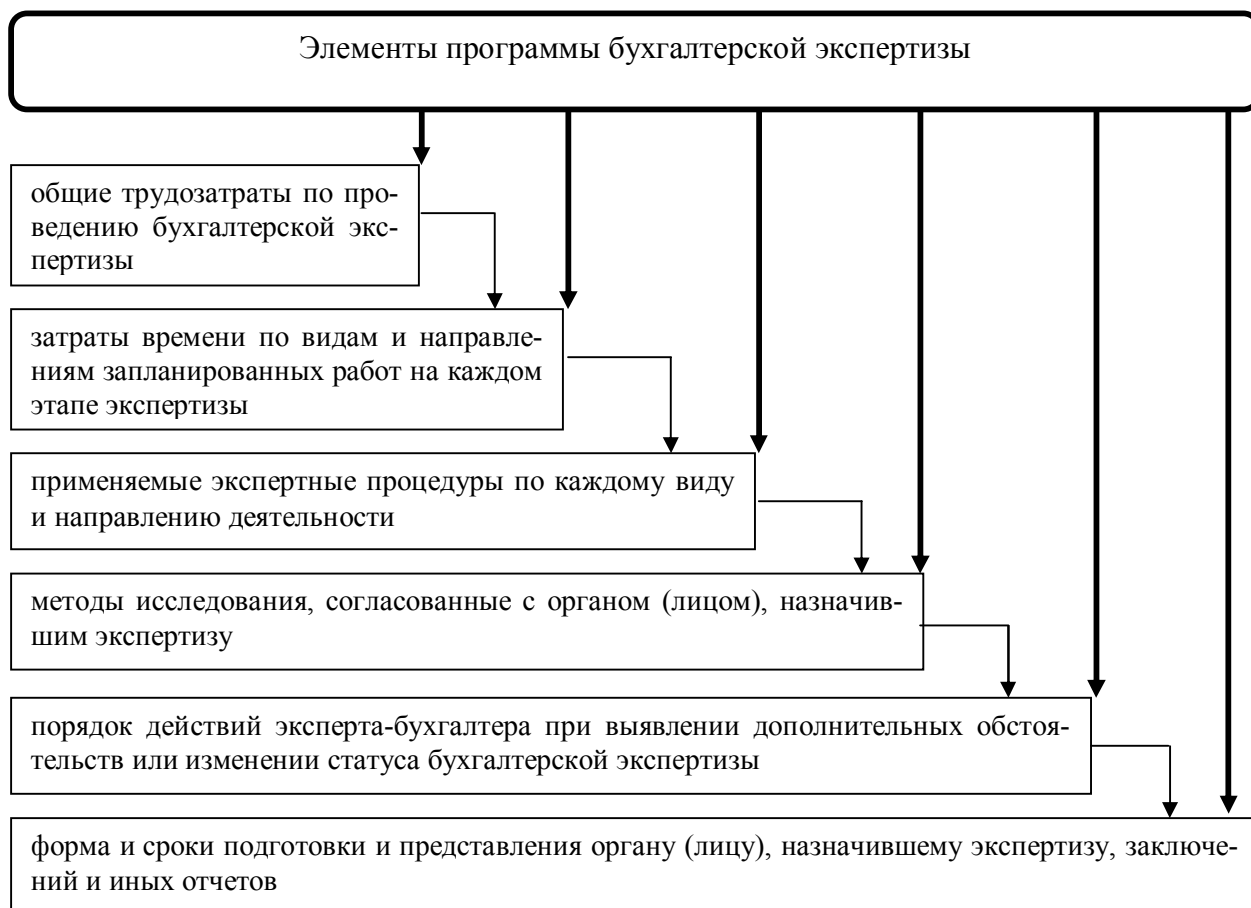 Элементы программы бухгалтерской экспертизы
общие трудозатраты по про-
ведению бухгалтерской экс-
пертизы
затраты времени по видам и направле-
ниям запланированных работ на каждом
этапе экспертизы
применяемые экспертные процедуры по каждому виду
и направлению деятельности
методы исследования, согласованные с органом (лицом), назначив-
шим экспертизу
порядок действий эксперта-бухгалтера при выявлении дополнительных обстоя-
тельств или изменении статуса бухгалтерской экспертизы
форма и сроки подготовки и представления органу (лицу), назначившему экспертизу, заключе-
ний и иных отчетов